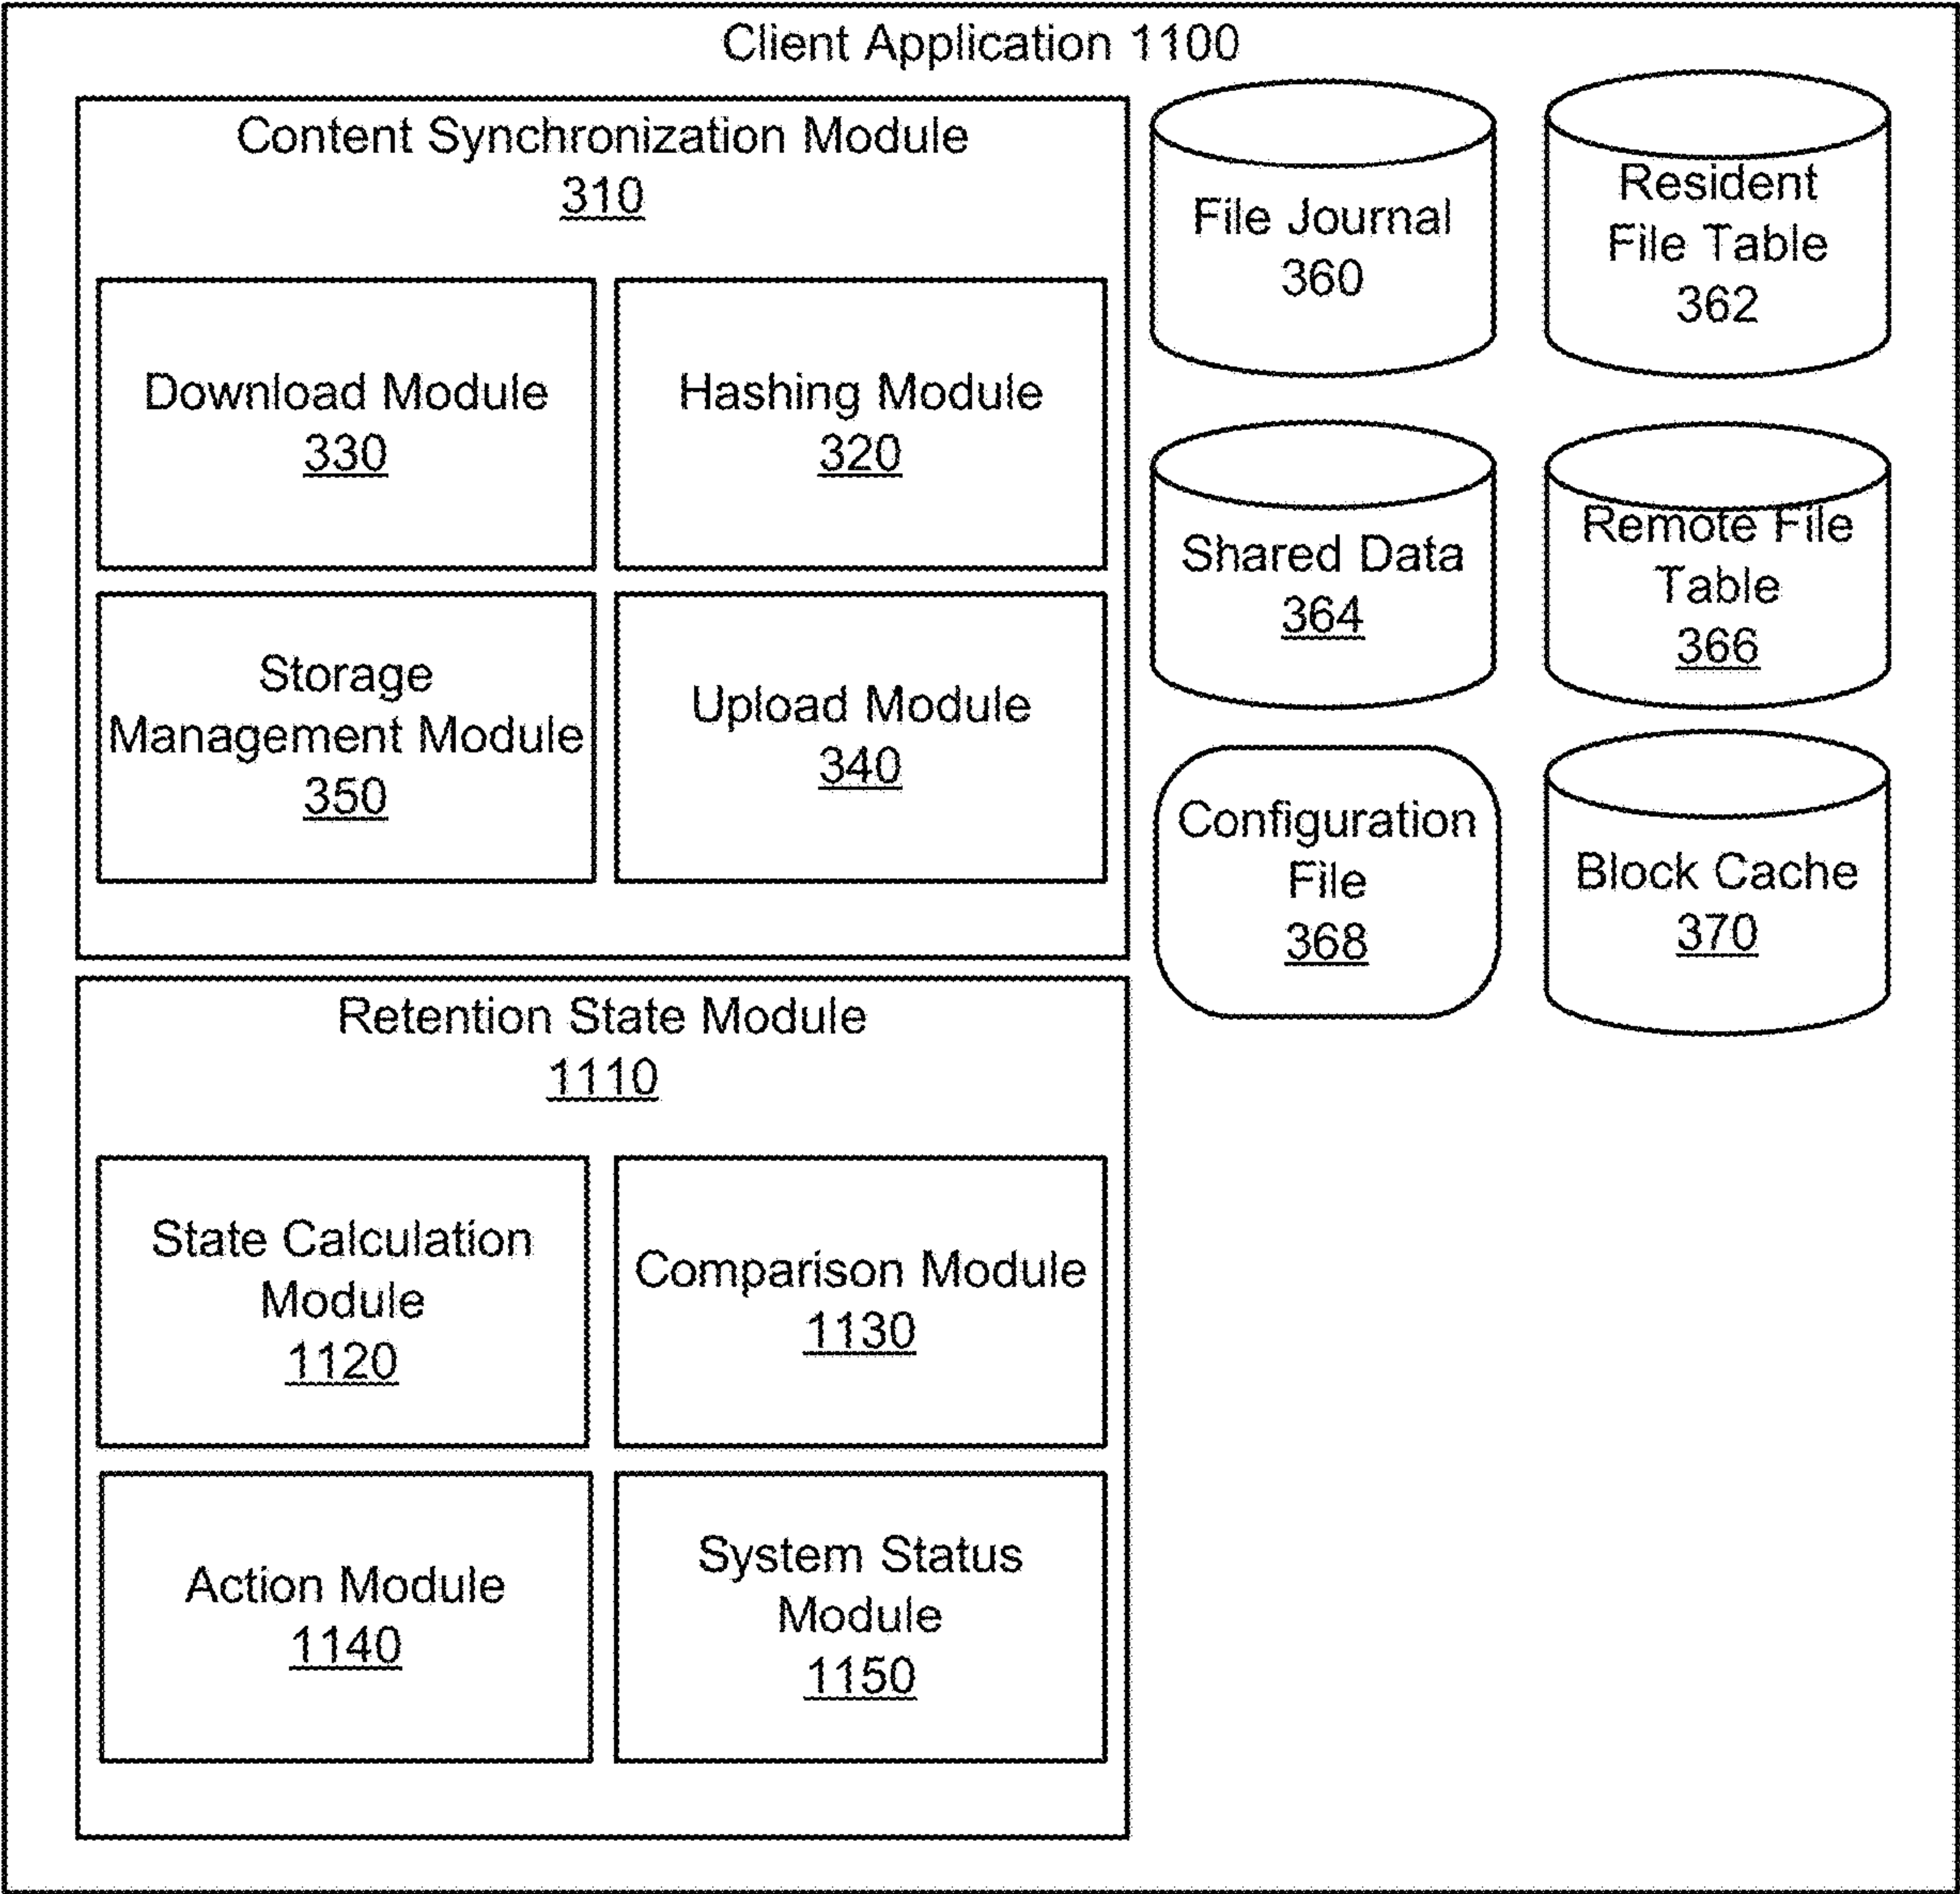 Client Application 1100
Content Synchronization Module
310
Download Module
330
Hashing Module
320
Storage
Management Module
350
Upload Module
340
File Journal
360
Resident
File Table
362
Shared Data
364
Remote File
Table
366
Configuration
File
368
Block Cache
370
Retention State Module
1110
State Calculation
Module
1120
Comparison Module
1130
Action Module
1140
System Status
Module
1150